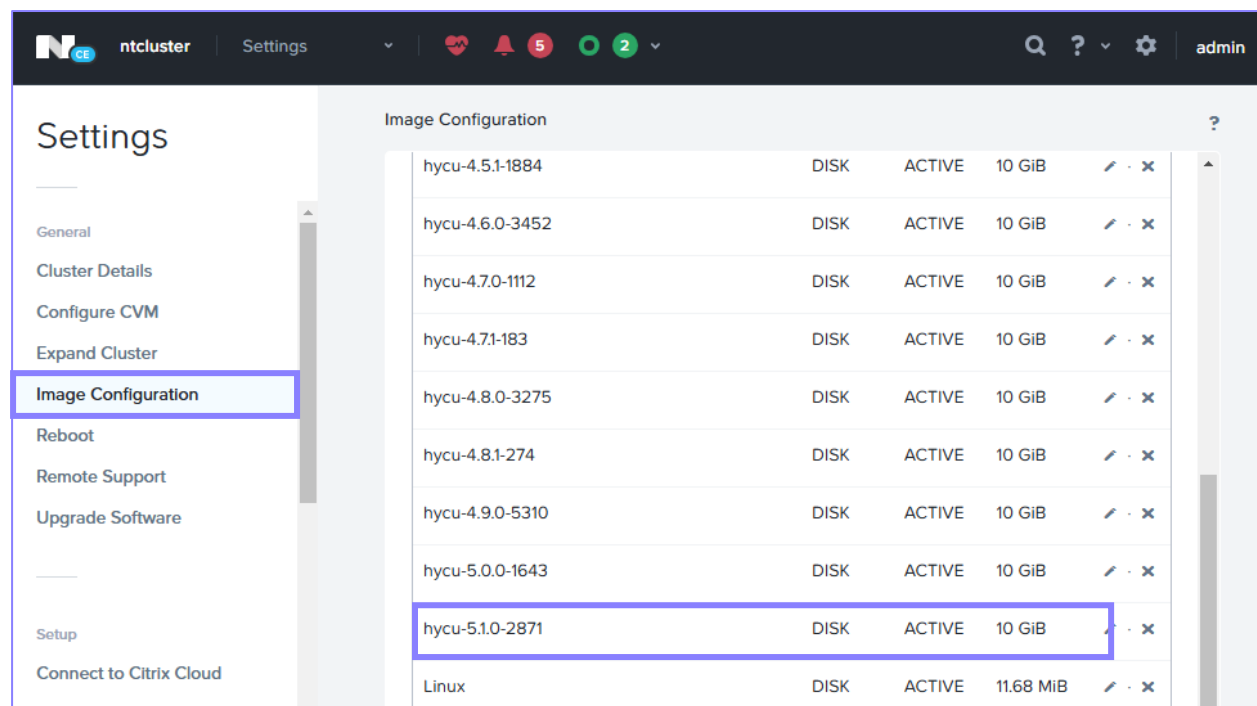 N CE ntcluster Settings 5 2 ? admin
Settings
General
Cluster Details
Configure CVM
Expand Cluster
Image Configuration
Reboot
Remote Support
Upgrade Software
Setup
Connect to Citrix Cloud
Image Configuration ?
hycu-4.5.1-1884 DISK ACTIVE 10 GiB
hycu-4.6.0-3452 DISK ACTIVE 10 GiB
hycu-4.7.0-1112 DISK ACTIVE 10 GiB
hycu-4.7.1-183 DISK ACTIVE 10 GiB
hycu-4.8.0-3275 DISK ACTIVE 10 GiB
hycu-4.8.1-274 DISK ACTIVE 10 GiB
hycu-4.9.0-5310 DISK ACTIVE 10 GiB
hycu-5.0.0-1643 DISK ACTIVE 10 GiB
hycu-5.1.0-2871 DISK ACTIVE 10 GiB
Linux DISK ACTIVE 11.68 MiB